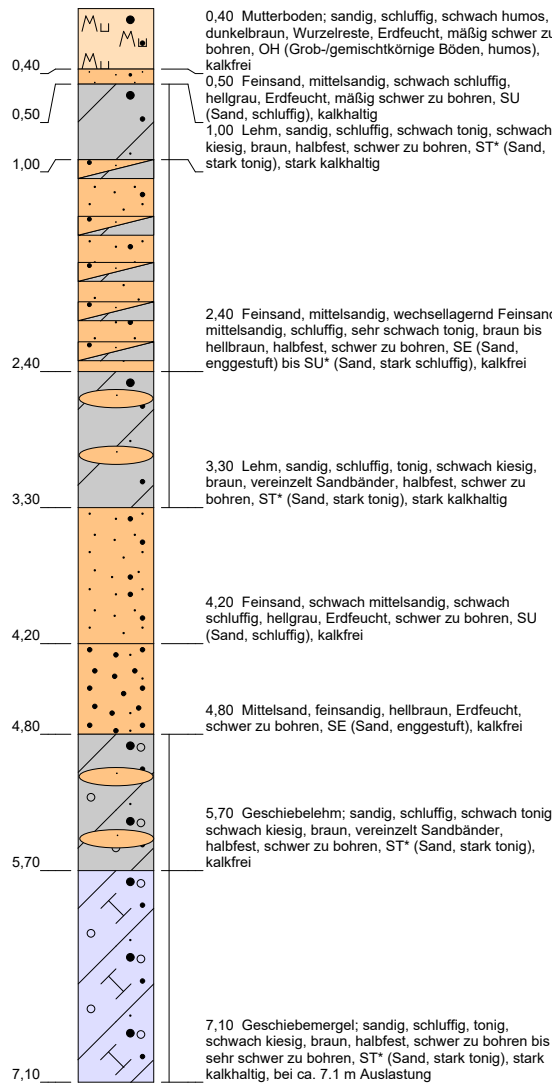 0,40 Mutterboden; sandig, schluffig, schwach humos,
dunkelbraun, Wurzelreste, Erdfeucht, mäßig schwer zu
bohren, OH (Grob-/gemischtkörnige Böden, humos),
kalkfrei
0,40
0,50 Feinsand, mittelsandig, schwach schluffig,
hellgrau, Erdfeucht, mäßig schwer zu bohren, SU
(Sand, schluffig), kalkhaltig
0,50
1,00 Lehm, sandig, schluffig, schwach tonig, schwach
kiesig, braun, halbfest, schwer zu bohren, ST* (Sand,
stark tonig), stark kalkhaltig
1,00
2,40 Feinsand, mittelsandig, wechsellagernd Feinsand
mittelsandig, schluffig, sehr schwach tonig, braun bis
hellbraun, halbfest, schwer zu bohren, SE (Sand,
enggestuft) bis SU* (Sand, stark schluffig), kalkfrei
2,40
3,30 Lehm, sandig, schluffig, tonig, schwach kiesig,
braun, vereinzelt Sandbänder, halbfest, schwer zu
bohren, ST* (Sand, stark tonig), stark kalkhaltig
3,30
4,20 Feinsand, schwach mittelsandig, schwach
schluffig, hellgrau, Erdfeucht, schwer zu bohren, SU
(Sand, schluffig), kalkfrei
4,20
4,80 Mittelsand, feinsandig, hellbraun, Erdfeucht,
schwer zu bohren, SE (Sand, enggestuft), kalkfrei
4,80
5,70 Geschiebelehm; sandig, schluffig, schwach tonig
schwach kiesig, braun, vereinzelt Sandbänder,
halbfest, schwer zu bohren, ST* (Sand, stark tonig),
kalkfrei
5,70
7,10 Geschiebemergel; sandig, schluffig, tonig,
schwach kiesig, braun, halbfest, schwer zu bohren bis
sehr schwer zu bohren, ST* (Sand, stark tonig), stark
kalkhaltig, bei ca. 7.1 m Auslastung
7,10